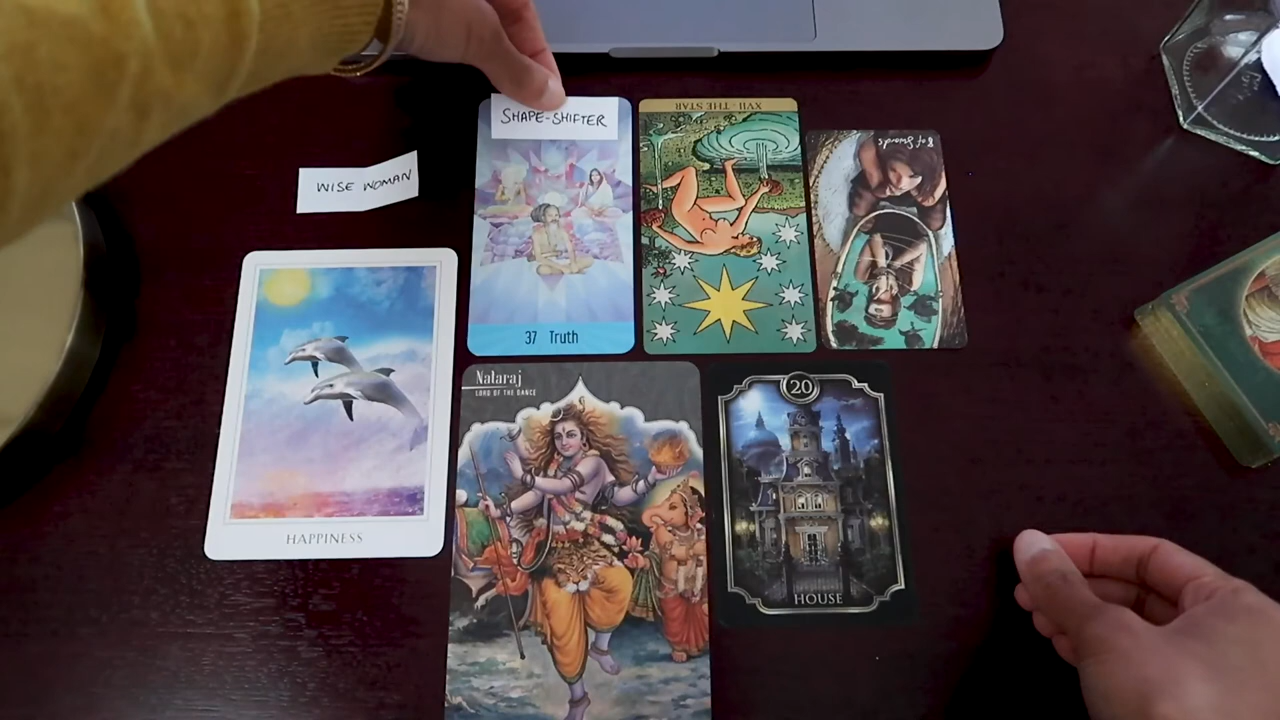 SHAPE-SHIFTER
XVII - THE STAR
8 of Swords
WISE WOMAN
37 Truth
Nataraj
LORD OF THE DANCE
20
HOUSE
HAPPINESS